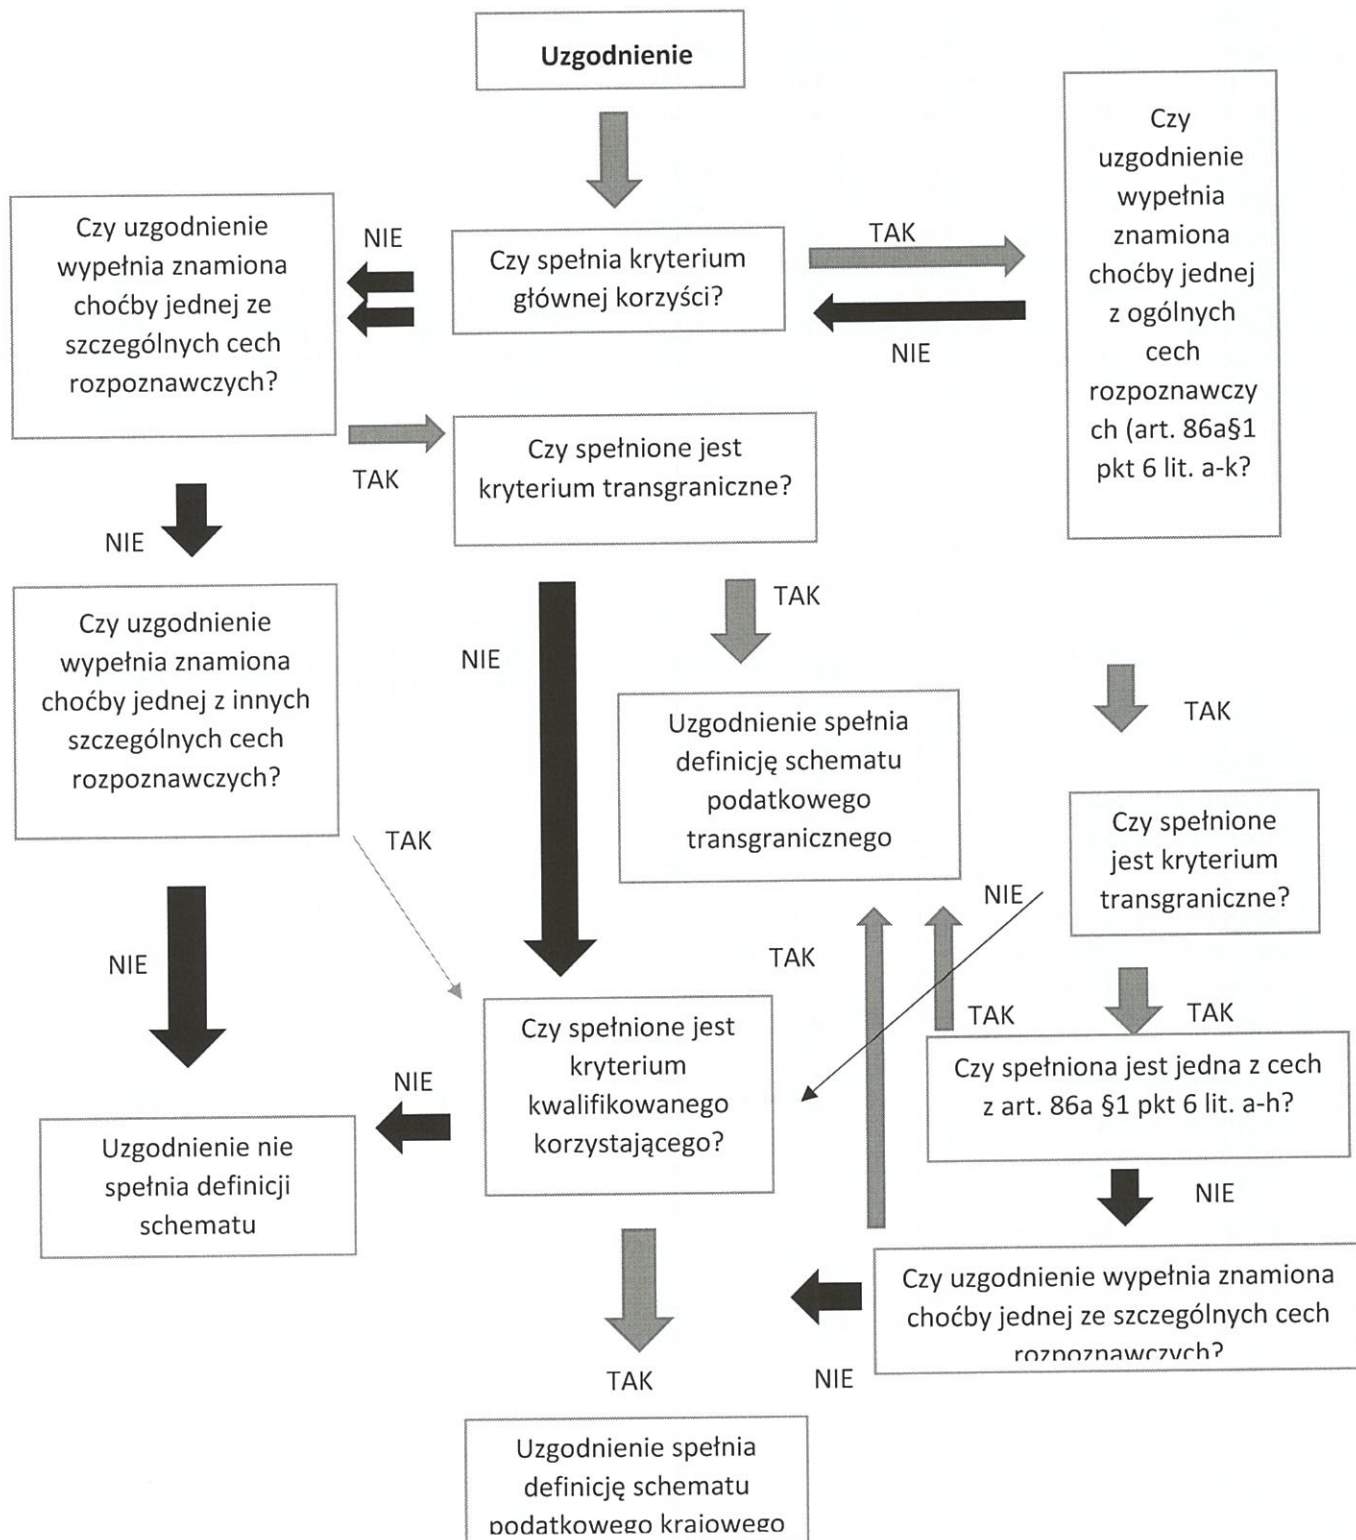 Uzgodnienie
Czy
uzgodnienie
wypełnia
znamiona
choćby jednej
z ogólnych
cech
rozpoznawczy
ch (art. 86a§1
pkt 6 lit. a-k?
Czy uzgodnienie
wypełnia znamiona
choćby jednej ze
szczególnych cech
rozpoznawczych?
NIE
Czy spełnia kryterium
głównej korzyści?
TAK
NIE
TAK
Czy spełnione jest
kryterium transgraniczne?
NIE
Czy uzgodnienie
wypełnia znamiona
choćby jednej z innych
szczególnych cech
rozpoznawczych?
NIE
TAK
TAK
Uzgodnienie spełnia
definicję schematu
podatkowego
transgranicznego
Czy spełnione
jest kryterium
transgraniczne?
TAK
NIE
NIE
TAK
TAK
TAK
Czy spełnione jest
kryterium
kwalifikowanego
korzystającego?
Czy spełniona jest jedna z cech
z art. 86a §1 pkt 6 lit. a-h?
NIE
Uzgodnienie nie
spełnia definicji
schematu
NIE
Czy uzgodnienie wypełnia znamiona
choćby jednej ze szczególnych cech
rozpoznawczych?
TAK
NIE
Uzgodnienie spełnia
definicję schematu
podatkowego krajowego